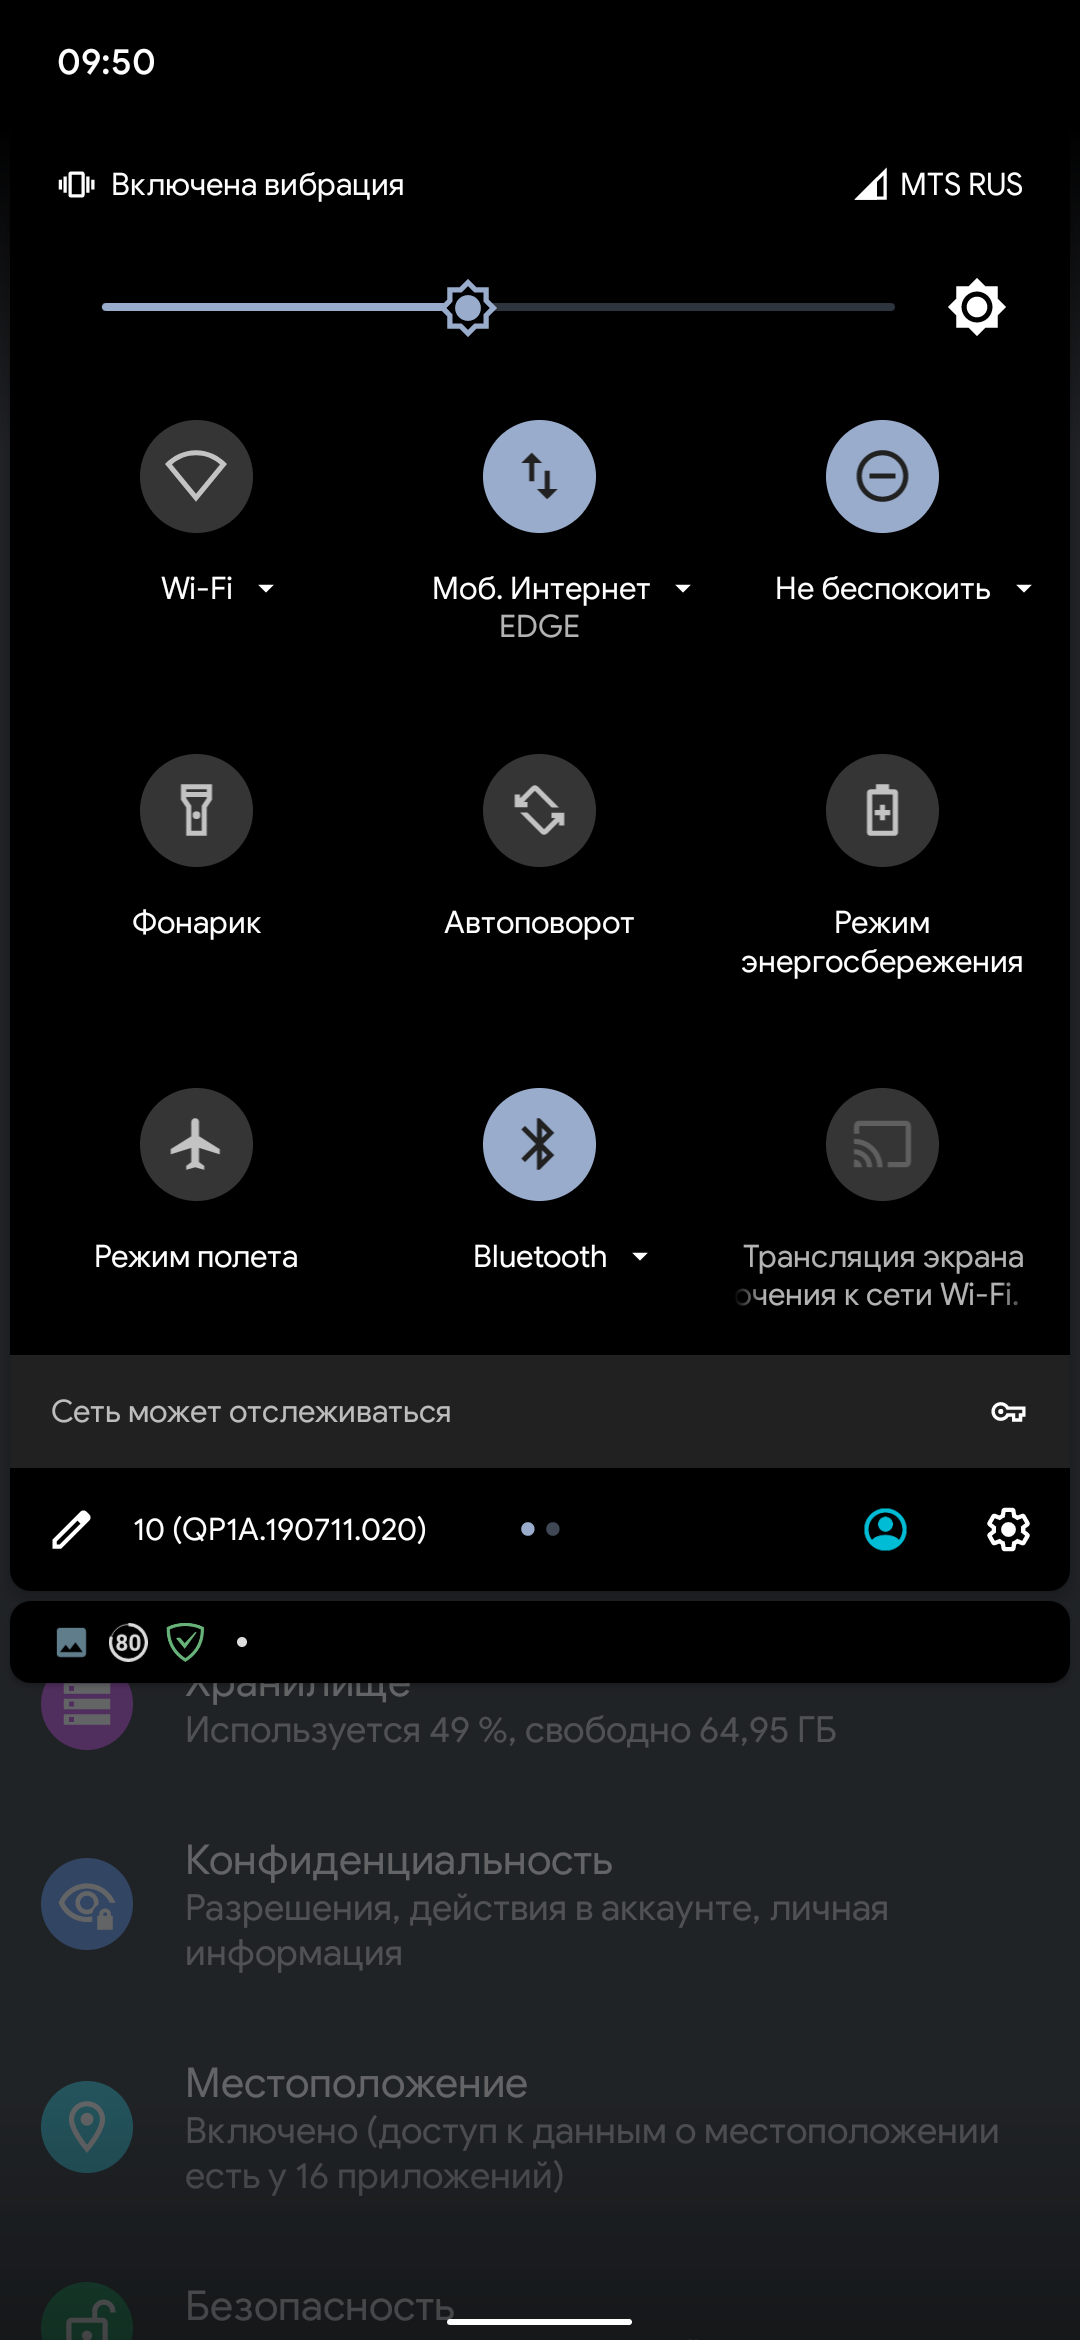 09:50
Включена вибрация
MTS RUS
Wi-Fi
Моб. Интернет
EDGE
Не беспокоить
Фонарик
Автоповорот
Режим
энергосбережения
Режим полета
Bluetooth
Трансляция экрана
очения к сети Wi-Fi.
Сеть может отслеживаться
10 (QP1A.190711.020)
80
Хранилище
Используется 49 %, свободно 64,95 ГБ
Конфиденциальность
Разрешения, действия в аккаунте, личная
информация
Местоположение
Включено (доступ к данным о местоположении
есть у 16 приложений)
Безопасность